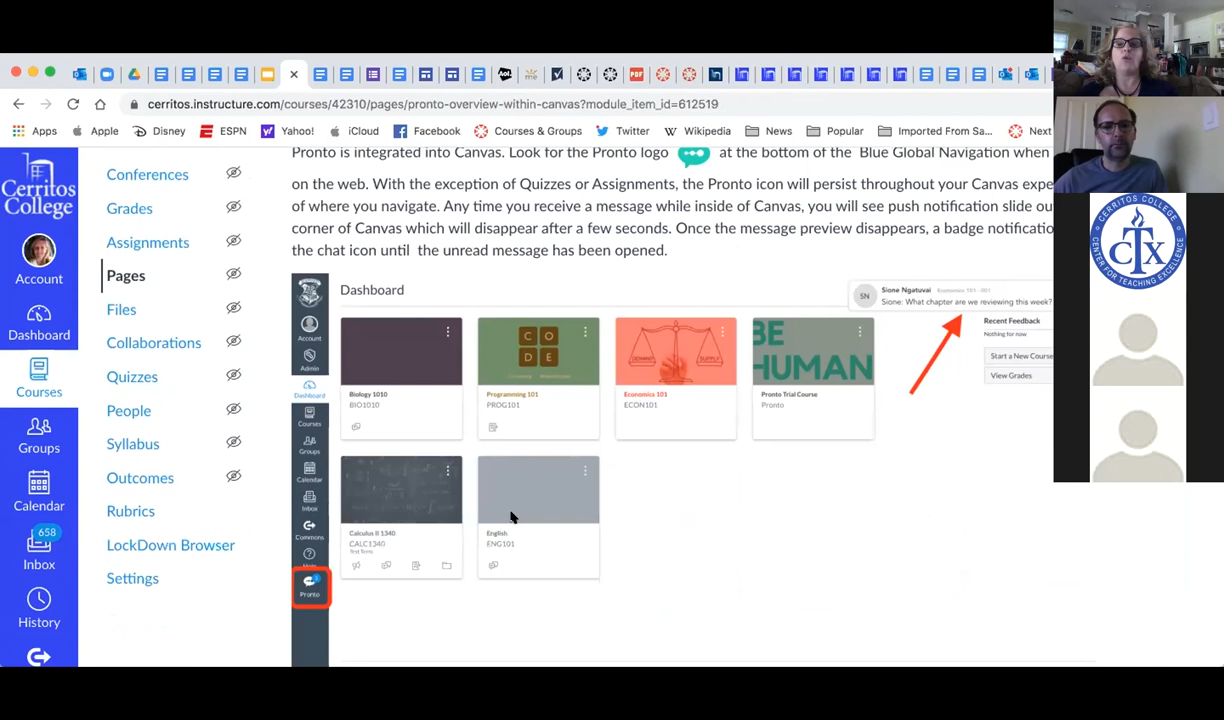 cerritos.instructure.com/courses/42310/pages/pronto-overview-within-canvas?module_item_id=612519
Apps Apple Disney ESPN Yahoo! iCloud Facebook Courses & Groups Twitter Wikipedia News Popular Imported From Sa... Next
Cerritos
College
Account
Dashboard
Courses
Groups
Calendar
658
Inbox
History
Conferences
Grades
Assignments
Pages
Files
Collaborations
Quizzes
People
Syllabus
Outcomes
Rubrics
LockDown Browser
Settings
Pronto is integrated into Canvas. Look for the Pronto logo at the bottom of the Blue Global Navigation when
on the web. With the exception of Quizzes or Assignments, the Pronto icon will persist throughout your Canvas expe
of where you navigate. Any time you receive a message while inside of Canvas, you will see push notification slide ou
corner of Canvas which will disappear after a few seconds. Once the message preview disappears, a badge notificatio
the chat icon until the unread message has been opened.
Account
Admin
Dashboard
Courses
Groups
Calendar
Inbox
Commons
Pronto
Dashboard
SN Sione Ngatuvai Economics 101 - 001
Sione: What chapter are we reviewing this week?
Recent Feedback
Nothing for now
Start a New Course
View Grades
Biology 1010
BIO1010
CODE
Programming 101
PROG101
DEMAND SUPPLY
Economics 101
ECON101
BE
HUMAN
Pronto Trial Course
Pronto
Calculus II 1340
CALC1340
Test Term
English
ENG101
CERRITOS COLLEGE
CTX
CENTER FOR TEACHING EXCELLENCE